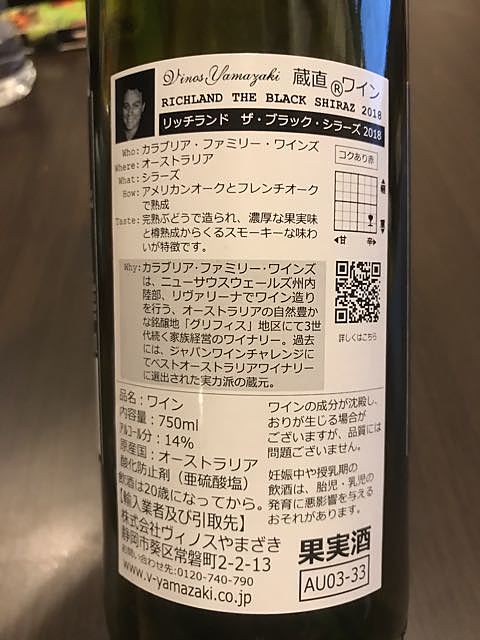 Vinos Yamazaki 蔵直®ワイン
RICHLAND THE BLACK SHIRAZ 2018
リッチランド ザ・ブラック・シラーズ 2018
Who:カラブリア・ファミリー・ワインズ
Where:オーストラリア
What:シラーズ
How:アメリカンオークとフレンチオーク
で熟成
Taste:完熟ぶどうで造られ、濃厚な果実味
と樽熟成からくるスモーキーな味わ
いが特徴です。
コクあり赤
軽
重
◀甘 辛▶
詳しくはこちら
Why:カラブリア・ファミリー・ワインズ
は、ニューサウスウェールズ州内
陸部、リヴァリーナでワイン造り
を行う、オーストラリアの自然豊か
な銘醸地「グリフィス」地区にて3世
代続く家族経営のワイナリー。過去
には、ジャパンワインチャレンジに
てベストオーストラリアワイナリー
に選出された実力派の蔵元。
品名:ワイン
内容量:750ml
アルコール分:14%
原産国:オーストラリア
酸化防止剤(亜硫酸塩)
飲酒は20歳になってから。
【輸入業者及び引取先】
株式会社ヴィノスやまざき
静岡市葵区常磐町2-2-13
お問い合わせ先:0120-740-790
www.v-yamazaki.co.jp
ワインの成分が沈殿し、
おりが生じる場合が
ございますが、品質には
問題ございません。
妊娠中や授乳期の
飲酒は、胎児・乳児の
発育に悪影響を与える
おそれがあります。
果実酒
AU03-33